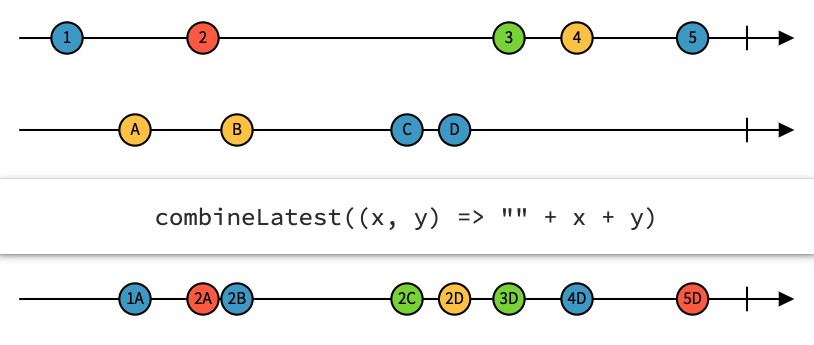 1 2 3 4 5
A B C D
combineLatest((x, y) => "" + x + y)
1A 2A 2B 2C 2D 3D 4D 5D